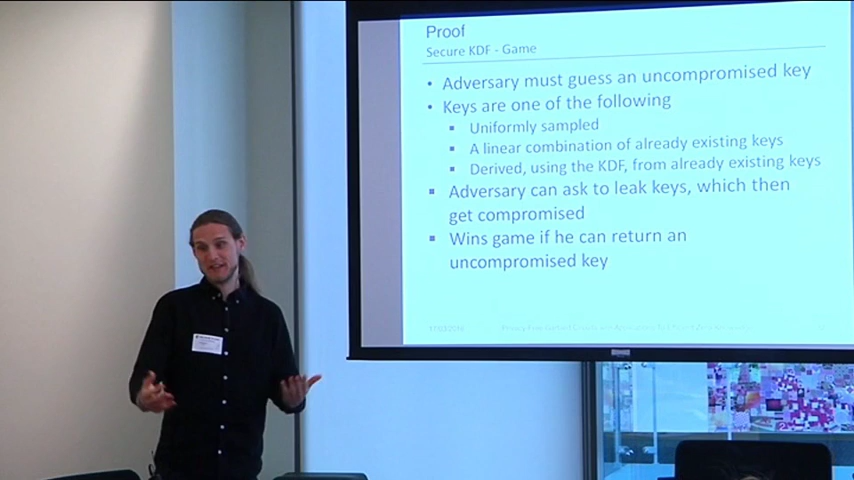 Proof
Secure KDF - Game
• Adversary must guess an uncompromised key
• Keys are one of the following
▪ Uniformly sampled
▪ A linear combination of already existing keys
▪ Derived, using the KDF, from already existing keys
▪ Adversary can ask to leak keys, which then
get compromised
▪ Wins game if he can return an
uncompromised key